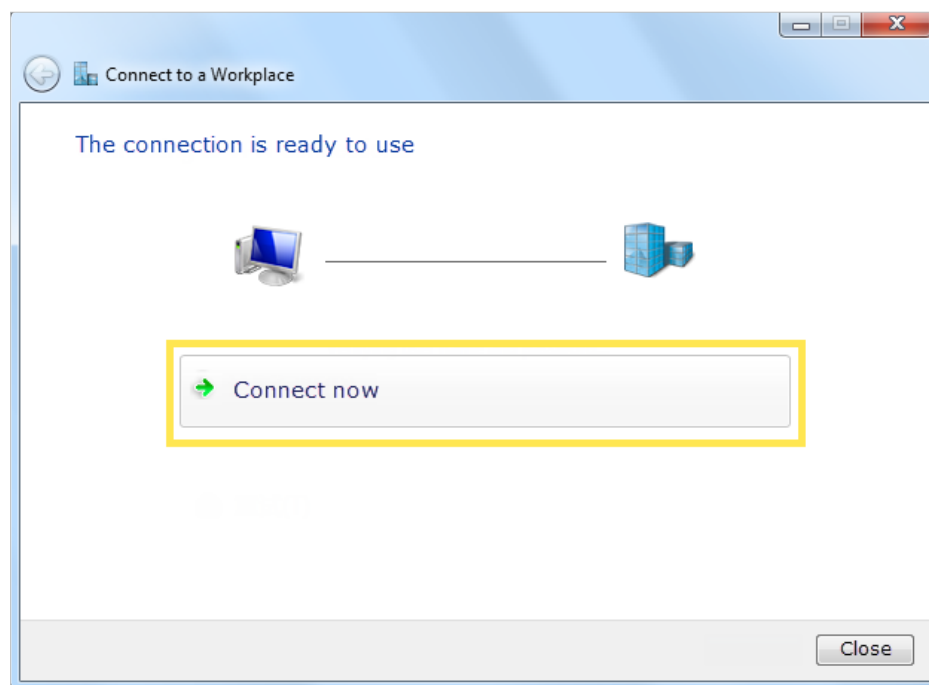 Connect to a Workplace
The connection is ready to use
Connect now
Close